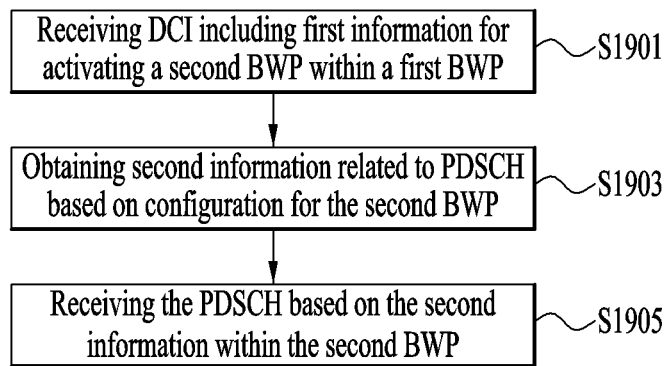 Receiving DCI including first information for
activating a second BWP within a first BWP
S1901
Obtaining second information related to PDSCH
based on configuration for the second BWP
S1903
Receiving the PDSCH based on the second
information within the second BWP
S1905